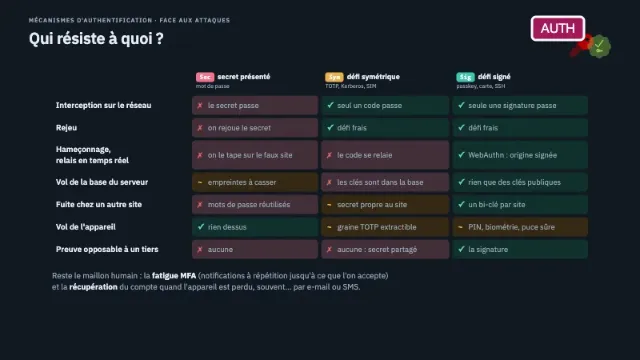 MÉCANISMES D'AUTHENTIFICATION · FACE AUX ATTAQUES
Qui résiste à quoi ?
AUTH
Sec secret présenté
mot de passe
Sym défi symétrique
TOTP, Kerberos, SIM
Sig défi signé
passkey, carte, SSH
Interception sur le réseau ✗ le secret passe ✓ seul un code passe ✓ seule une signature passe
Rejeu ✗ on rejoue le secret ✓ défi frais ✓ défi frais
Hameçonnage,
relais en temps réel ✗ on le tape sur le faux site ✗ le code se relaie ✓ WebAuthn : origine signée
Vol de la base du serveur ~ empreintes à casser ✗ les clés sont dans la base ✓ rien que des clés publiques
Fuite chez un autre site ✗ mots de passe réutilisés ~ secret propre au site ✓ un bi-clé par site
Vol de l'appareil ✓ rien dessus ~ graine TOTP extractible ~ PIN, biométrie, puce sûre
Preuve opposable à un tiers ✗ aucune ✗ aucune : secret partagé ✓ la signature
Reste le maillon humain : la fatigue MFA (notifications à répétition jusqu'à ce que l'on accepte)
et la récupération du compte quand l'appareil est perdu, souvent… par e-mail ou SMS.